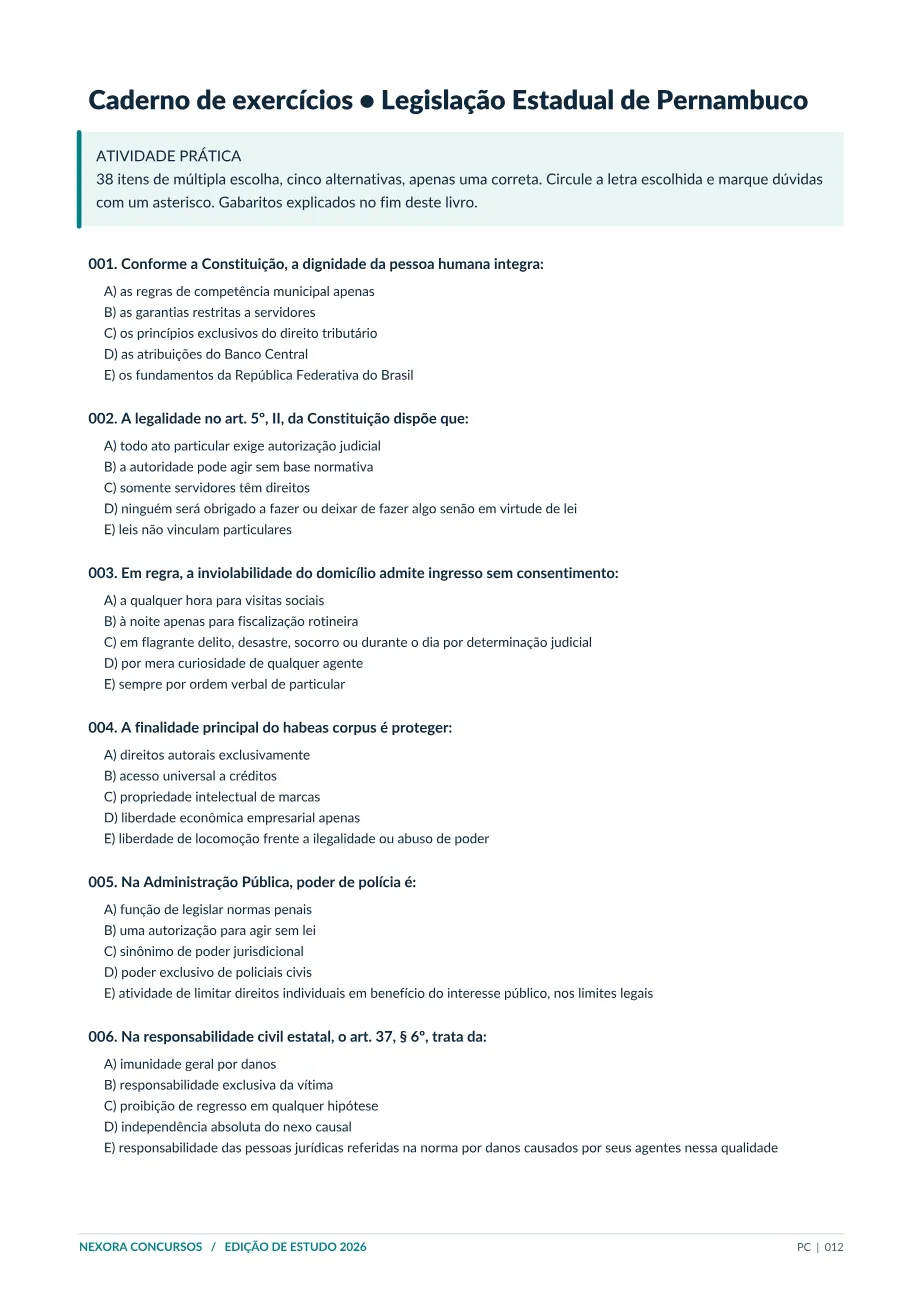 Caderno de exercícios ● Legislação Estadual de Pernambuco
ATIVIDADE PRÁTICA
38 itens de múltipla escolha, cinco alternativas, apenas uma correta. Circule a letra escolhida e marque dúvidas
com um asterisco. Gabaritos explicados no fim deste livro.
001. Conforme a Constituição, a dignidade da pessoa humana integra:
A) as regras de competência municipal apenas
B) as garantias restritas a servidores
C) os princípios exclusivos do direito tributário
D) as atribuições do Banco Central
E) os fundamentos da República Federativa do Brasil
002. A legalidade no art. 5º, II, da Constituição dispõe que:
A) todo ato particular exige autorização judicial
B) a autoridade pode agir sem base normativa
C) somente servidores têm direitos
D) ninguém será obrigado a fazer ou deixar de fazer algo senão em virtude de lei
E) leis não vinculam particulares
003. Em regra, a inviolabilidade do domicílio admite ingresso sem consentimento:
A) a qualquer hora para visitas sociais
B) à noite apenas para fiscalização rotineira
C) em flagrante delito, desastre, socorro ou durante o dia por determinação judicial
D) por mera curiosidade de qualquer agente
E) sempre por ordem verbal de particular
004. A finalidade principal do habeas corpus é proteger:
A) direitos autorais exclusivamente
B) acesso universal a créditos
C) propriedade intelectual de marcas
D) liberdade econômica empresarial apenas
E) liberdade de locomoção frente a ilegalidade ou abuso de poder
005. Na Administração Pública, poder de polícia é:
A) função de legislar normas penais
B) uma autorização para agir sem lei
C) sinônimo de poder jurisdicional
D) poder exclusivo de policiais civis
E) atividade de limitar direitos individuais em benefício do interesse público, nos limites legais
006. Na responsabilidade civil estatal, o art. 37, § 6º, trata da:
A) imunidade geral por danos
B) responsabilidade exclusiva da vítima
C) proibição de regresso em qualquer hipótese
D) independência absoluta do nexo causal
E) responsabilidade das pessoas jurídicas referidas na norma por danos causados por seus agentes nessa qualidade
NEXORA CONCURSOS / EDIÇÃO DE ESTUDO 2026
PC | 012